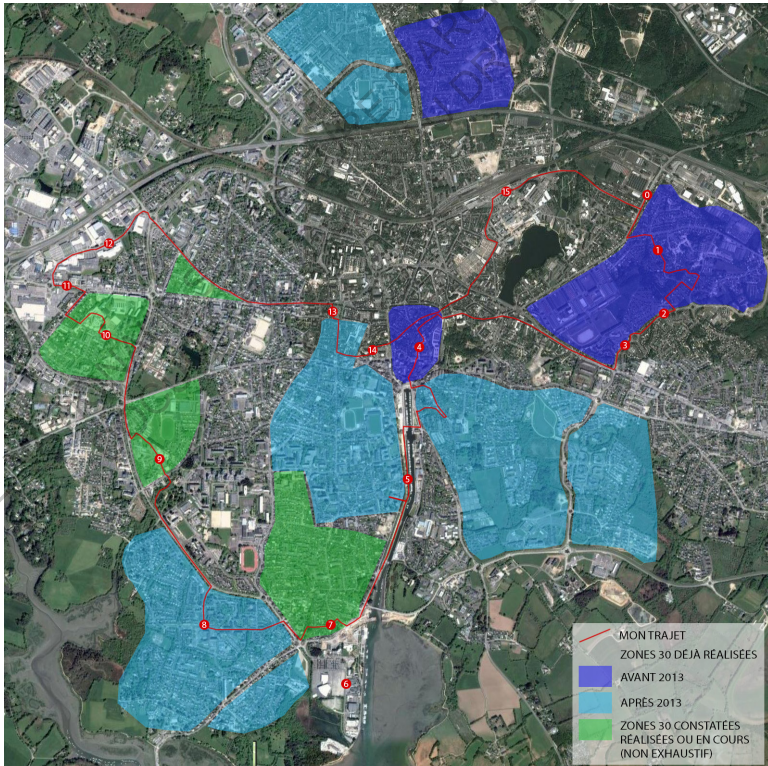 15
0
1
2
3
4
5
6
7
8
9
10
11
12
13
14
MON TRAJET
ZONES 30 DÉJÀ RÉALISÉES
AVANT 2013
APRÈS 2013
ZONES 30 CONSTATÉES
RÉALISÉES OU EN COURS
(NON EXHAUSTIF)